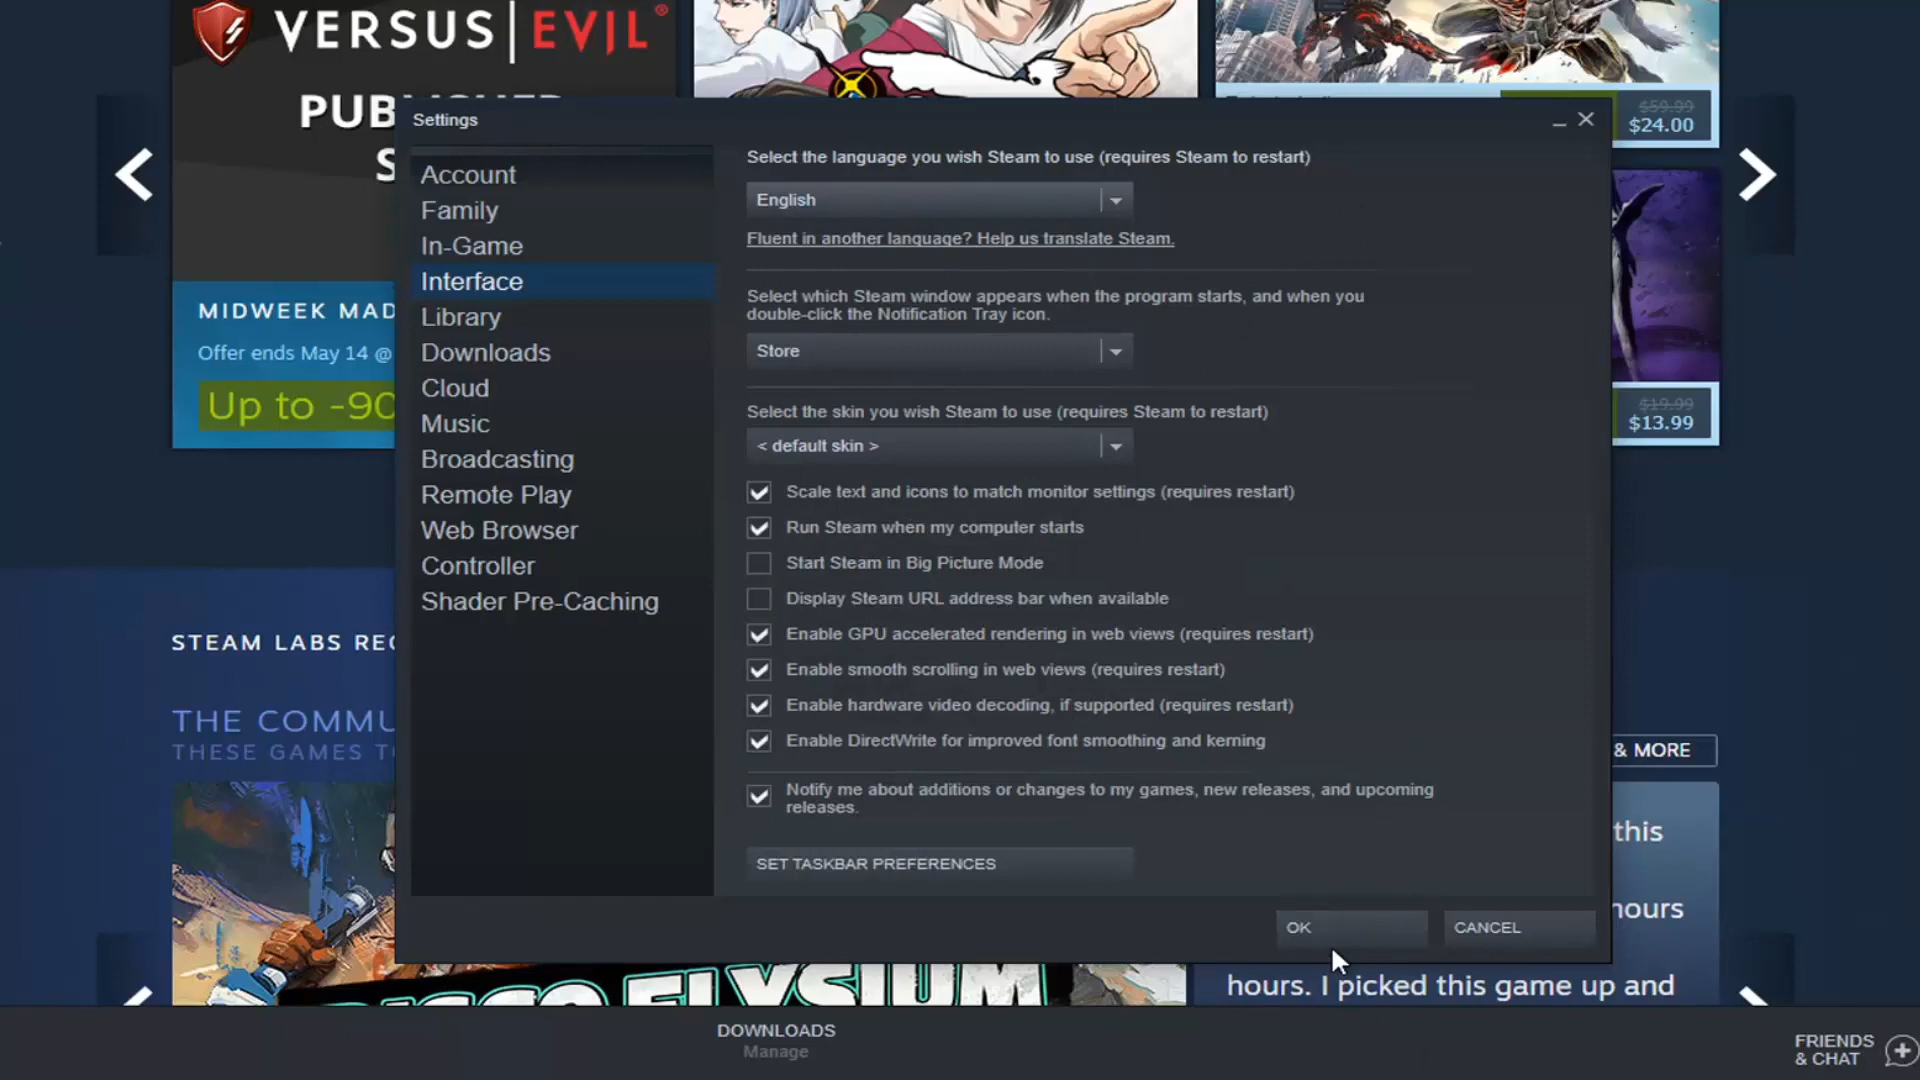 VERSUS|EVIL®
PUB
S
$59.99
$24.00
Settings
Account
Family
In-Game
Interface
Library
Downloads
Cloud
Music
Broadcasting
Remote Play
Web Browser
Controller
Shader Pre-Caching
Select the language you wish Steam to use (requires Steam to restart)
English
Fluent in another language? Help us translate Steam.
Select which Steam window appears when the program starts, and when you
double-click the Notification Tray icon.
Store
Select the skin you wish Steam to use (requires Steam to restart)
< default skin >
Scale text and icons to match monitor settings (requires restart)
Run Steam when my computer starts
Start Steam in Big Picture Mode
Display Steam URL address bar when available
Enable GPU accelerated rendering in web views (requires restart)
Enable smooth scrolling in web views (requires restart)
Enable hardware video decoding, if supported (requires restart)
Enable DirectWrite for improved font smoothing and kerning
Notify me about additions or changes to my games, new releases, and upcoming
releases.
SET TASKBAR PREFERENCES
OK
CANCEL
MIDWEEK MAD
Offer ends May 14 @
Up to -90
$19.99
$13.99
STEAM LABS REC
THE COMMU
THESE GAMES T
& MORE
this
hours
hours. I picked this game up and
DISCO ELYSIUM
DOWNLOADS
Manage
FRIENDS
& CHAT